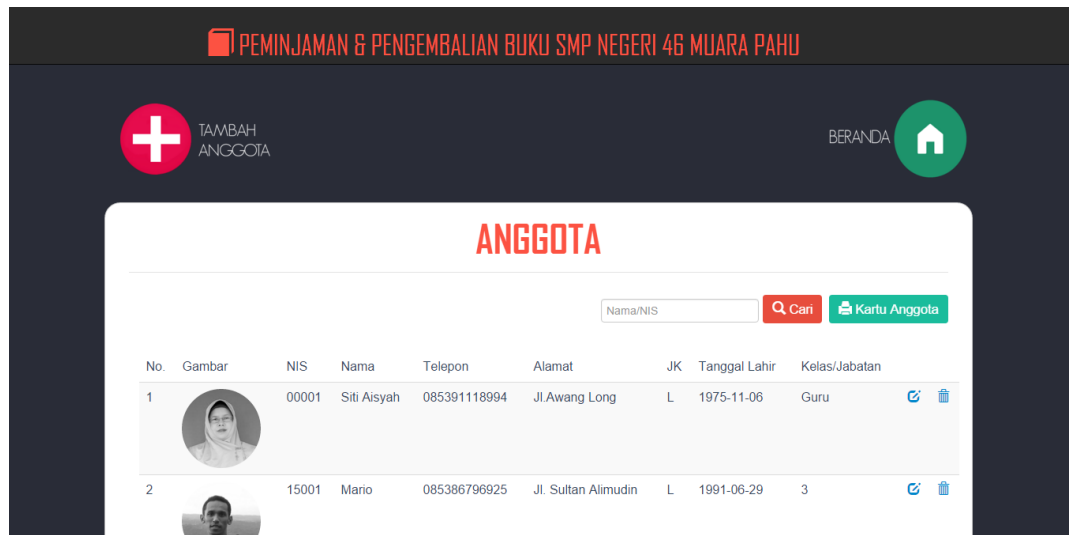 PEMINJAMAN & PENGEMBALIAN BUKU SMP NEGERI 46 MUARA PAHU
TAMBAH
ANGGOTA
BERANDA
ANGGOTA
Nama/NIS Cari Kartu Anggota
No. Gambar NIS Nama Telepon Alamat JK Tanggal Lahir Kelas/Jabatan
1 00001 Siti Aisyah 085391118994 Jl.Awang Long L 1975-11-06 Guru
2 15001 Mario 085386796925 Jl. Sultan Alimudin L 1991-06-29 3